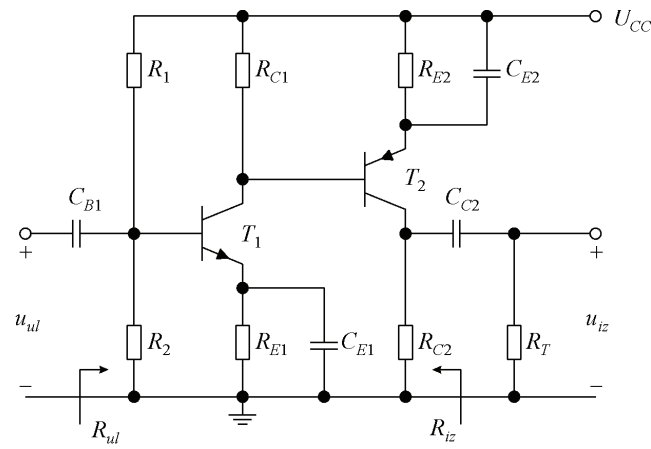 U_CC
R_1 R_C1 R_E2 C_E2
T_2
C_B1 C_C2
+ T_1 +
u_ul R_2 R_E1 C_E1 R_C2 R_T u_iz
− −
R_ul R_iz